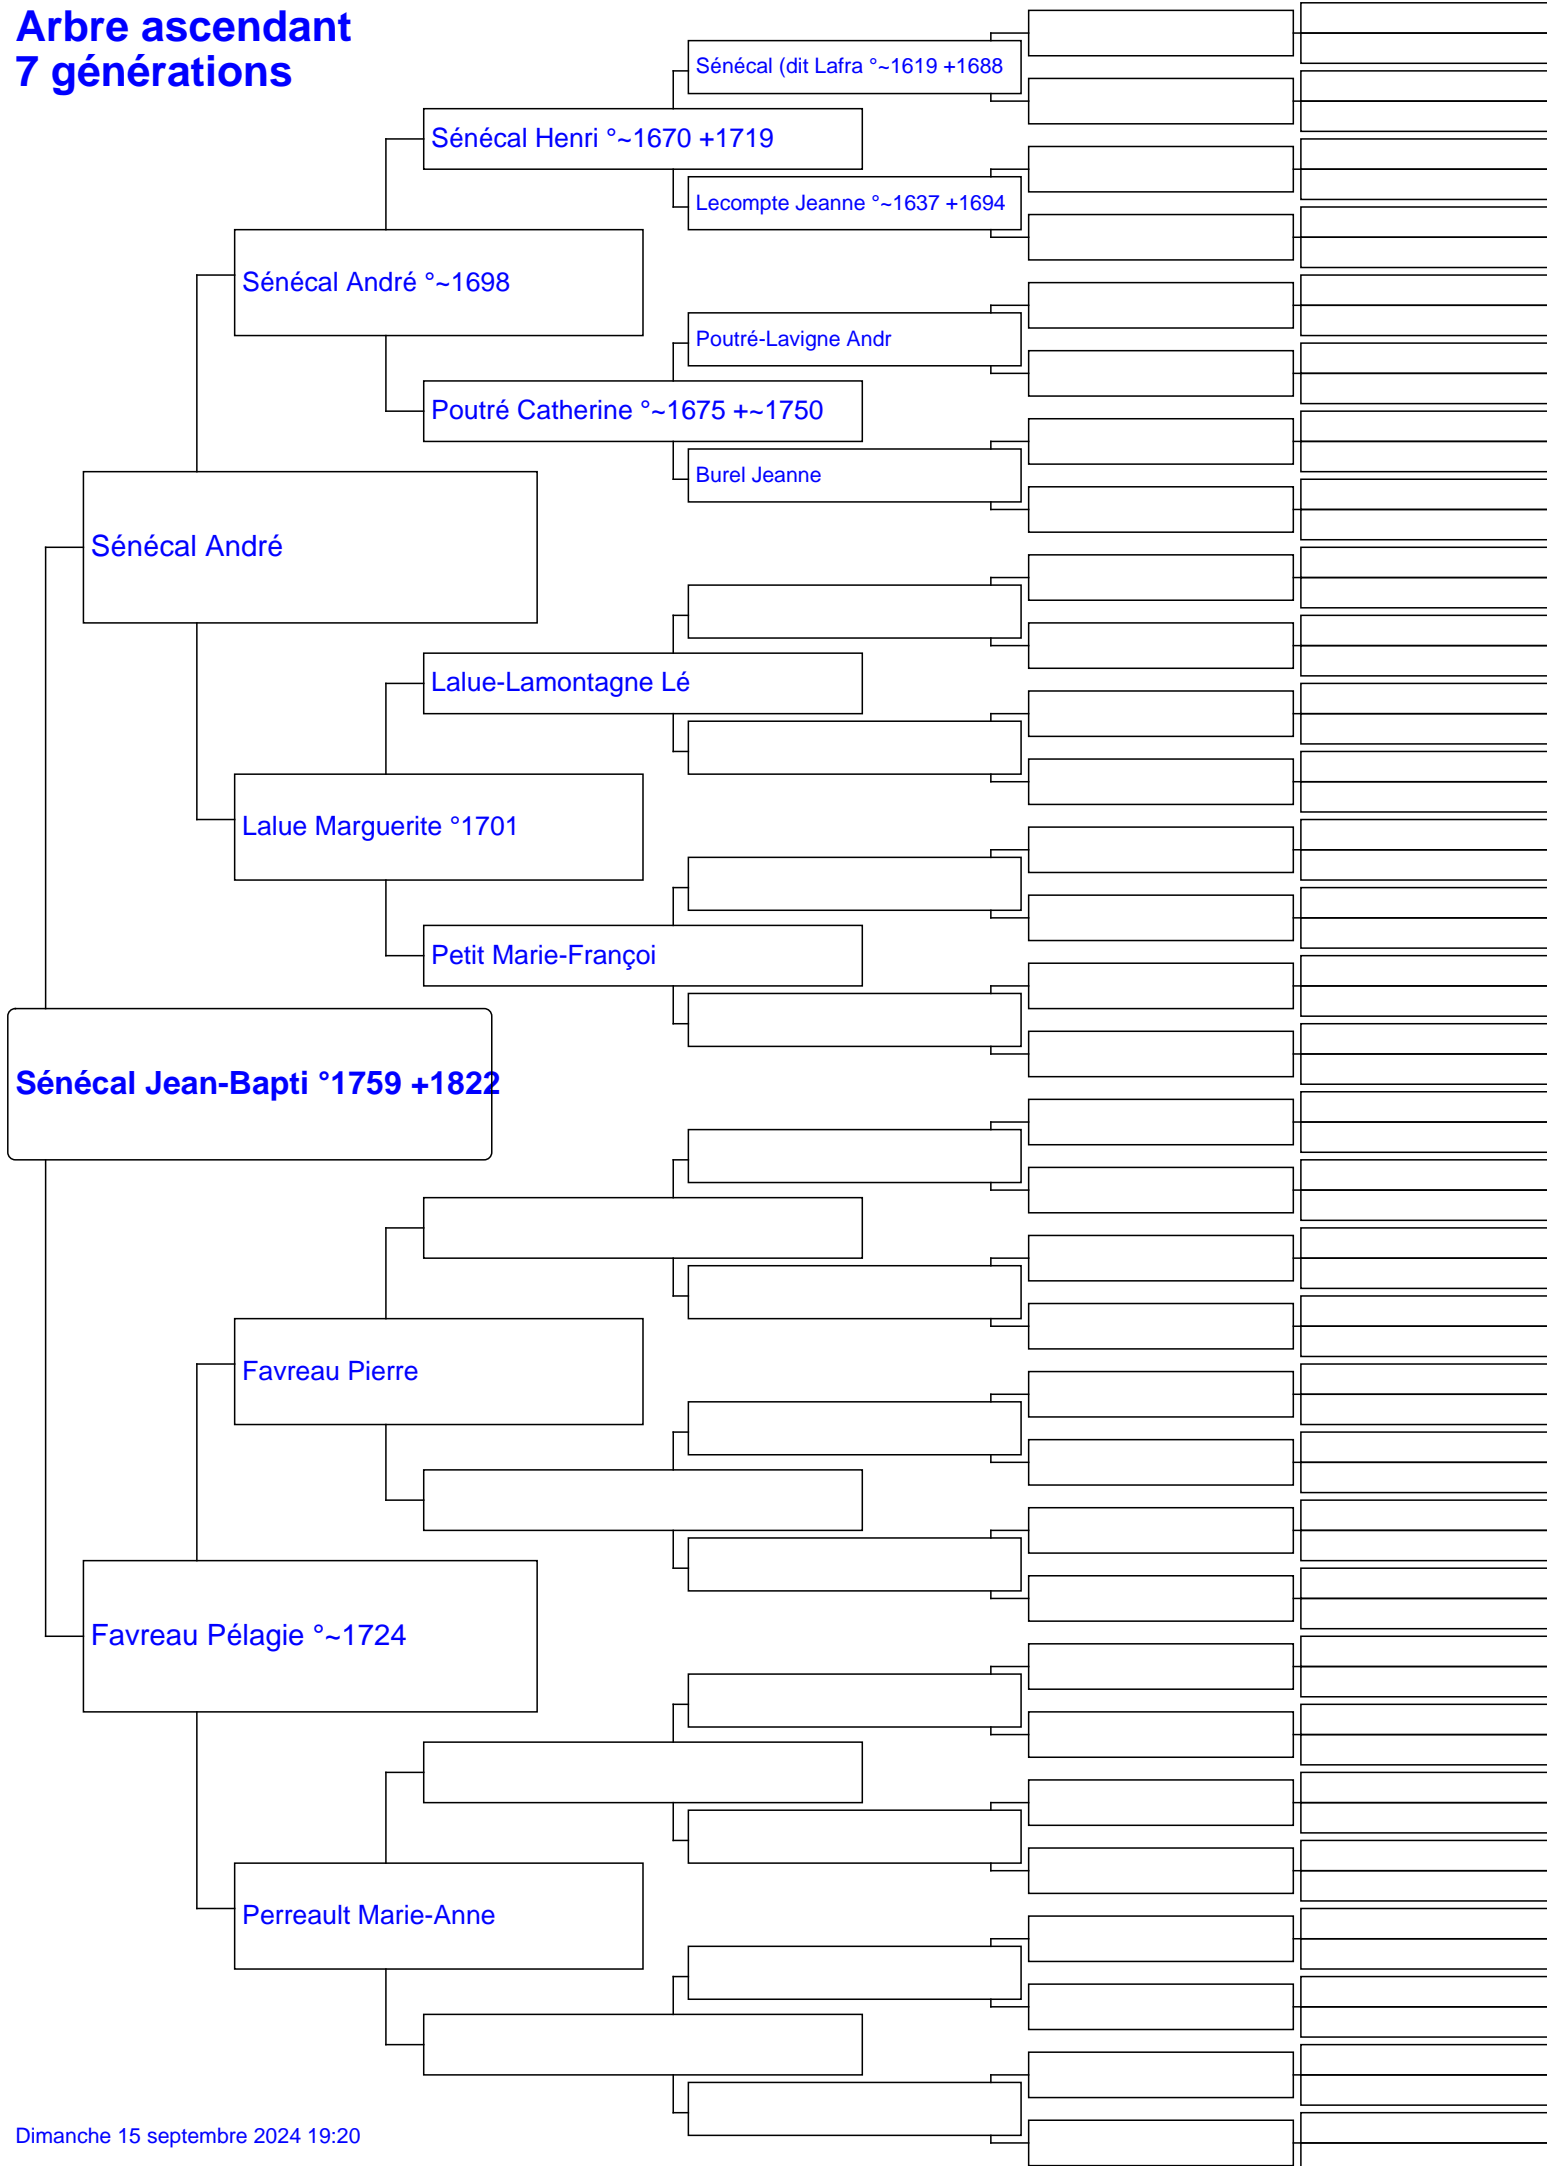 Arbre ascendant
7 générations
Sénécal (dit Lafra °~1619 +1688
Sénécal Henri °~1670 +1719
Lecompte Jeanne °~1637 +1694
Sénécal André °~1698
Poutré-Lavigne Andr
Poutré Catherine °~1675 +~1750
Burel Jeanne
Sénécal André
Lalue-Lamontagne Lé
Lalue Marguerite °1701
Petit Marie-Françoi
Sénécal Jean-Bapti °1759 +1822
Favreau Pierre
Favreau Pélagie °~1724
Perreault Marie-Anne
Dimanche 15 septembre 2024 19:20